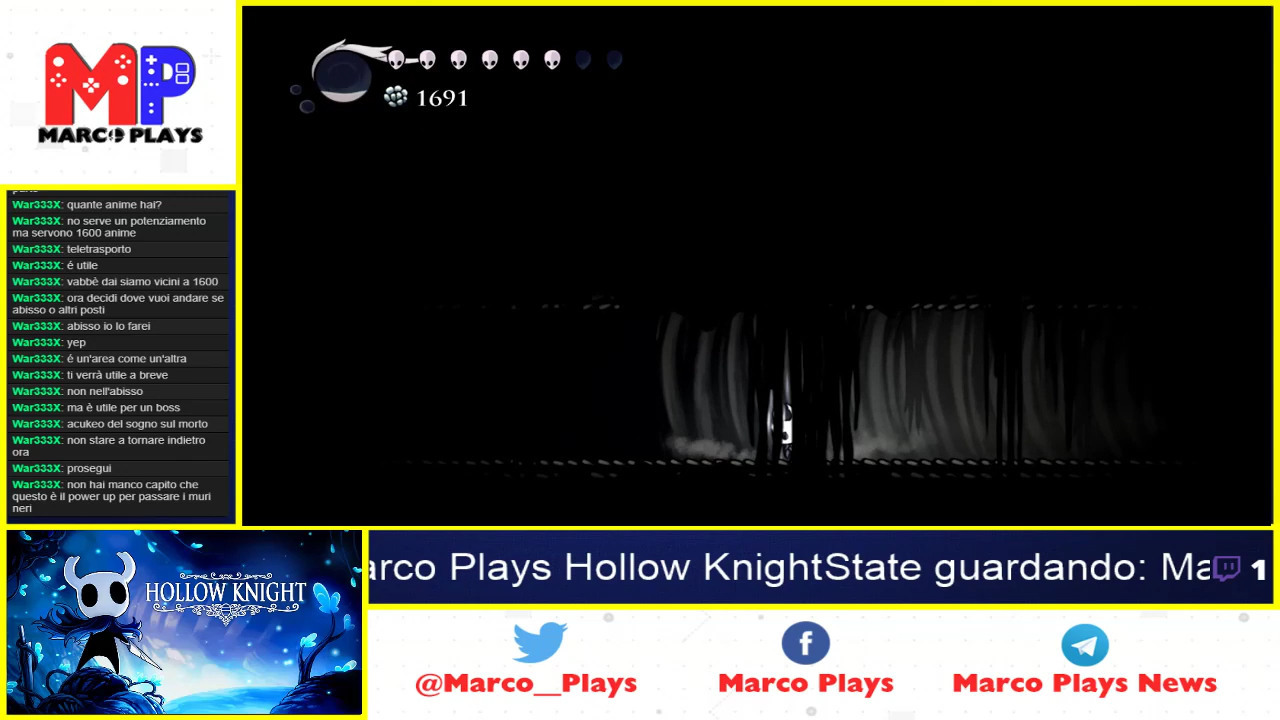 MP
MARCO PLAYS
1691
War333X: quante anime hai?
War333X: no serve un potenziamento
ma servono 1600 anime
War333X: teletrasporto
War333X: é utile
War333X: vabbè dai siamo vicini a 1600
War333X: ora decidi dove vuoi andare se
abisso o altri posti
War333X: abisso io lo farei
War333X: yep
War333X: é un'area come un'altra
War333X: ti verrà utile a breve
War333X: non nell'abisso
War333X: ma è utile per un boss
War333X: acukeo del sogno sul morto
War333X: non stare a tornare indietro
ora
War333X: prosegui
War333X: non hai manco capito che
questo è il power up per passare i muri
neri
HOLLOW KNIGHT
arco Plays Hollow KnightState guardando: Ma
1
@Marco__Plays
Marco Plays
Marco Plays News